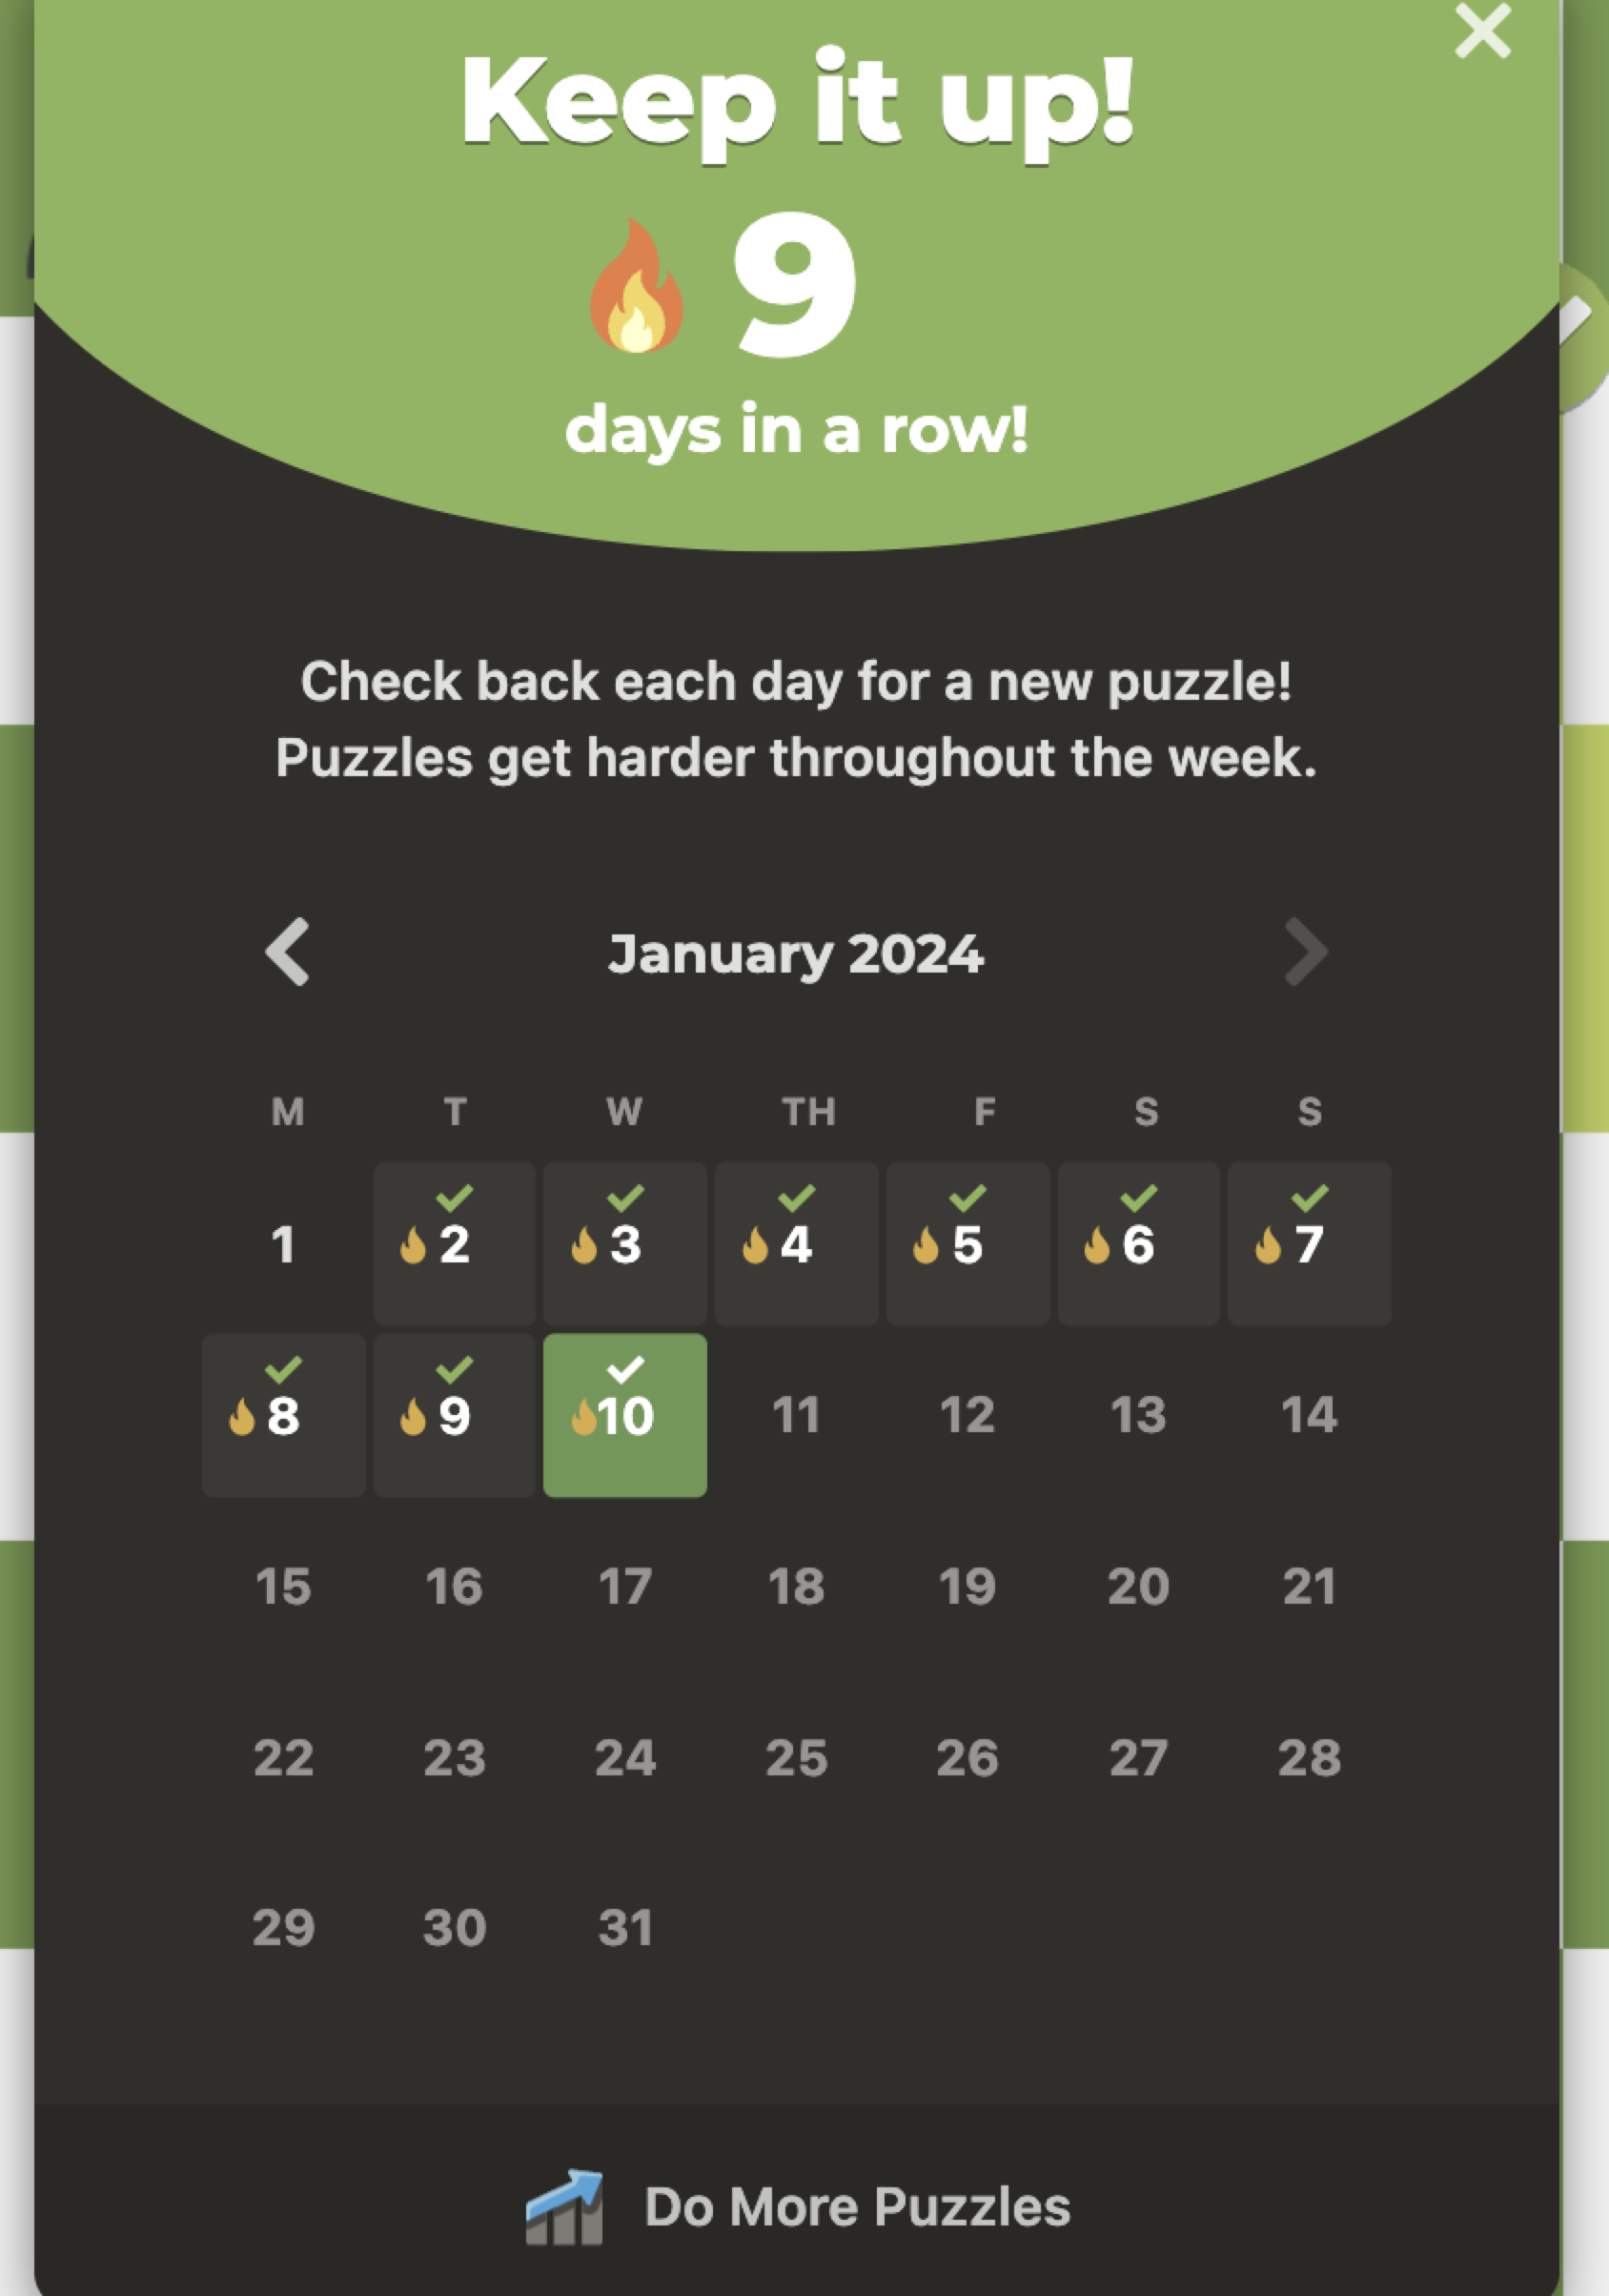 Keep it up!
9
days in a row!
Check back each day for a new puzzle!
Puzzles get harder throughout the week.
January 2024
M T W TH F S S
1 2 3 4 5 6 7
8 9 10 11 12 13 14
15 16 17 18 19 20 21
22 23 24 25 26 27 28
29 30 31
Do More Puzzles